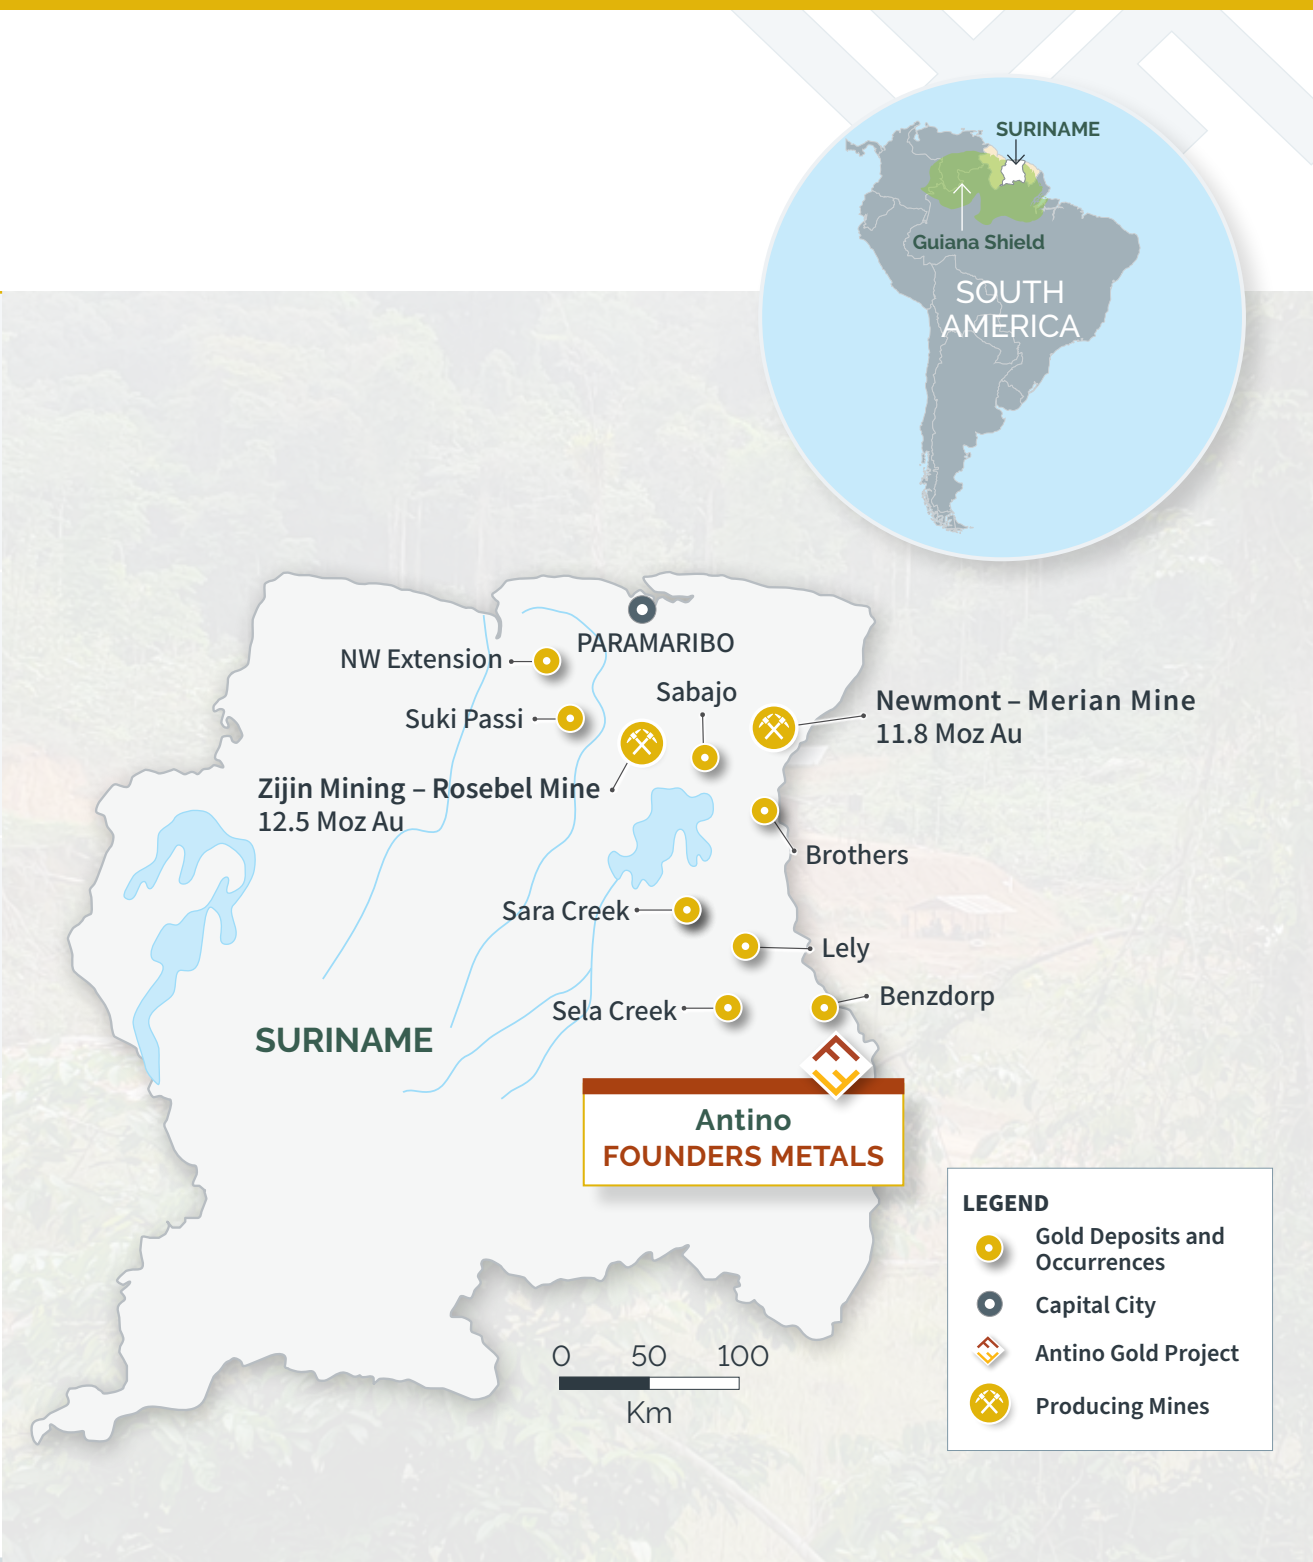 SURINAME
Guiana Shield
SOUTH
AMERICA
PARAMARIBO
NW Extension
Sabajo
Suki Passi
Newmont – Merian Mine
11.8 Moz Au
Zijin Mining – Rosebel Mine
12.5 Moz Au
Brothers
Sara Creek
Lely
Benzdorp
Sela Creek
SURINAME
Antino
FOUNDERS METALS
LEGEND
Gold Deposits and
Occurrences
Capital City
Antino Gold Project
Producing Mines
0 50 100
Km